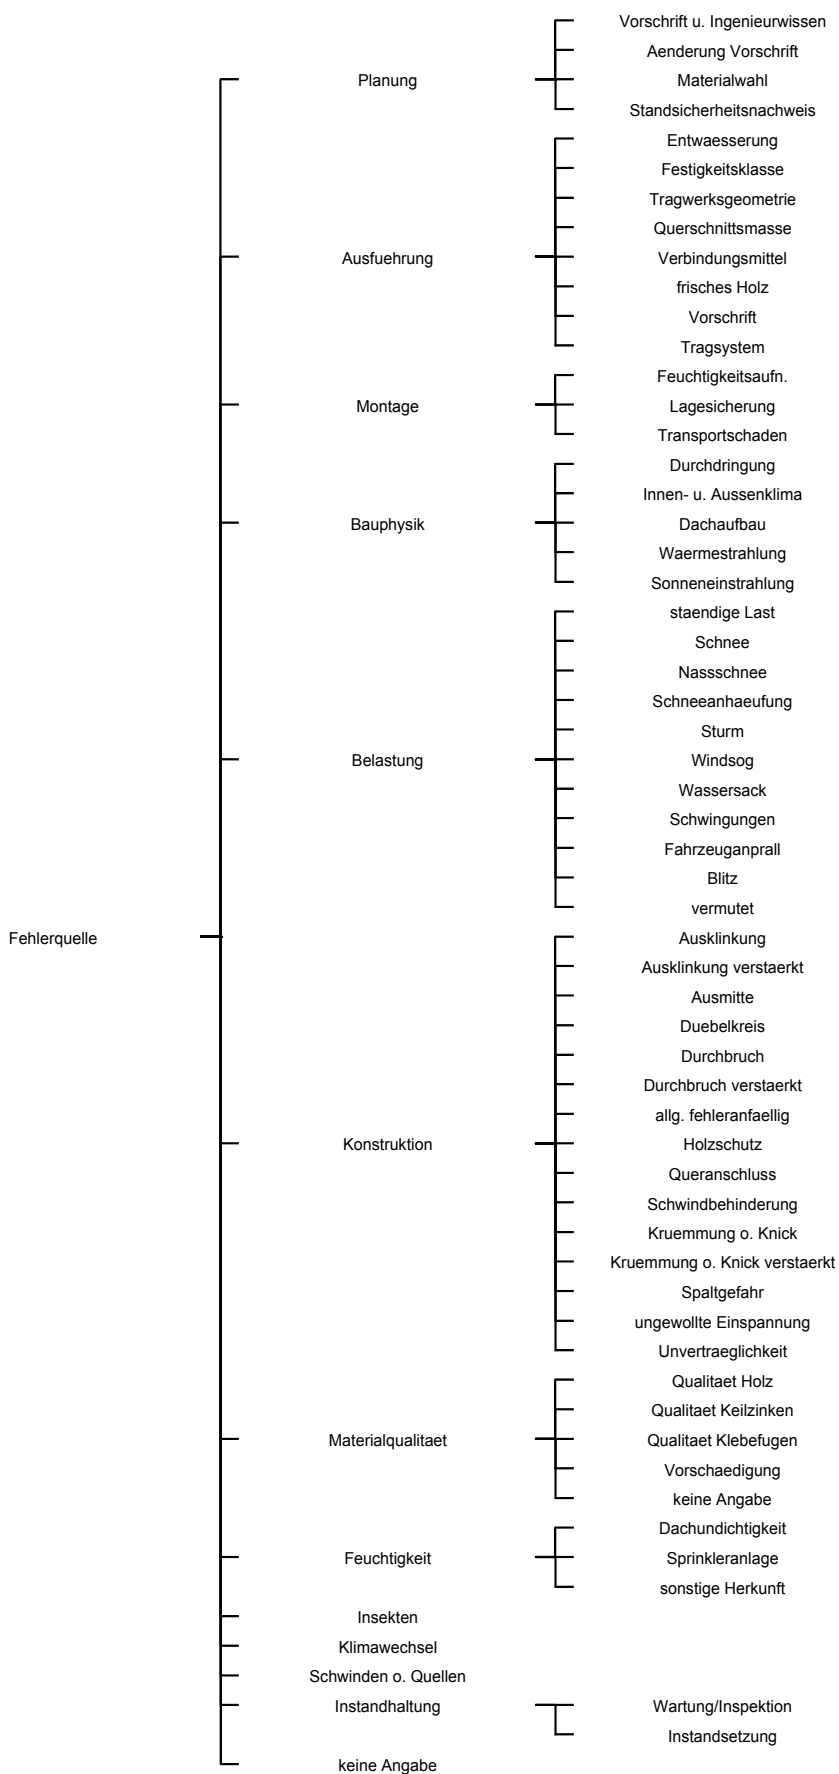 Fehlerquelle
Planung
Vorschrift u. Ingenieurwissen
Aenderung Vorschrift
Materialwahl
Standsicherheitsnachweis
Ausfuehrung
Entwaesserung
Festigkeitsklasse
Tragwerksgeometrie
Querschnittsmasse
Verbindungsmittel
frisches Holz
Vorschrift
Tragsystem
Montage
Feuchtigkeitsaufn.
Lagesicherung
Transportschaden
Bauphysik
Durchdringung
Innen- u. Aussenklima
Dachaufbau
Waermestrahlung
Sonneneinstrahlung
Belastung
staendige Last
Schnee
Nassschnee
Schneeanhaeufung
Sturm
Windsog
Wassersack
Schwingungen
Fahrzeuganprall
Blitz
vermutet
Konstruktion
Ausklinkung
Ausklinkung verstaerkt
Ausmitte
Duebelkreis
Durchbruch
Durchbruch verstaerkt
allg. fehleranfaellig
Holzschutz
Queranschluss
Schwindbehinderung
Kruemmung o. Knick
Kruemmung o. Knick verstaerkt
Spaltgefahr
ungewollte Einspannung
Unvertraeglichkeit
Materialqualitaet
Qualitaet Holz
Qualitaet Keilzinken
Qualitaet Klebefugen
Vorschaedigung
keine Angabe
Feuchtigkeit
Dachundichtigkeit
Sprinkleranlage
sonstige Herkunft
Insekten
Klimawechsel
Schwinden o. Quellen
Instandhaltung
Wartung/Inspektion
Instandsetzung
keine Angabe